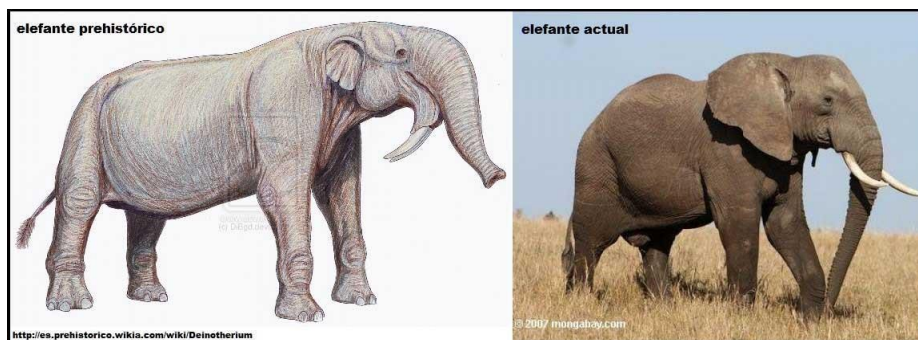 elefante prehistórico
elefante actual
http://es.prehistorico.wikia.com/wiki/Deinotherium
© 2007 mongabay.com